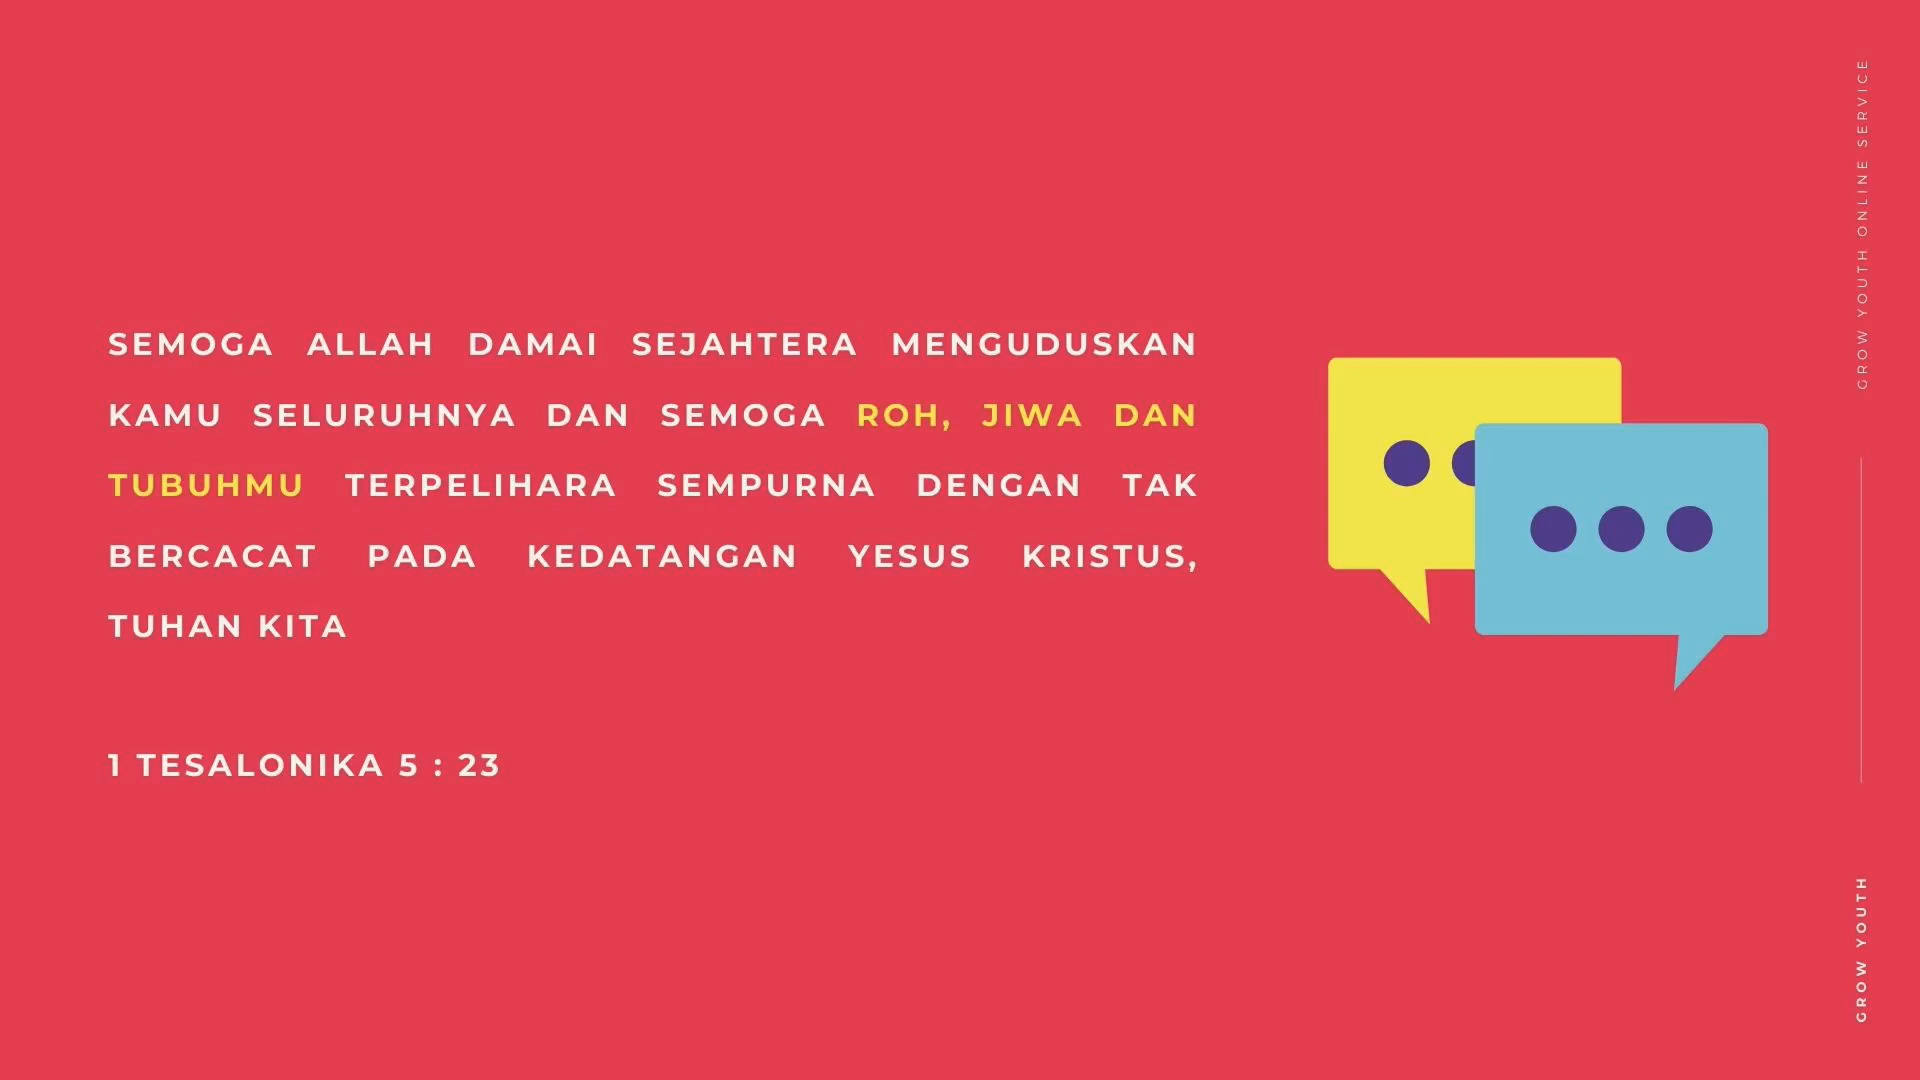 SEMOGA ALLAH DAMAI SEJAHTERA MENGUDUSKAN
KAMU SELURUHNYA DAN SEMOGA ROH, JIWA DAN
TUBUHMU TERPELIHARA SEMPURNA DENGAN TAK
BERCACAT PADA KEDATANGAN YESUS KRISTUS,
TUHAN KITA
1 TESALONIKA 5 : 23
GROW YOUTH ONLINE SERVICE
GROW YOUTH